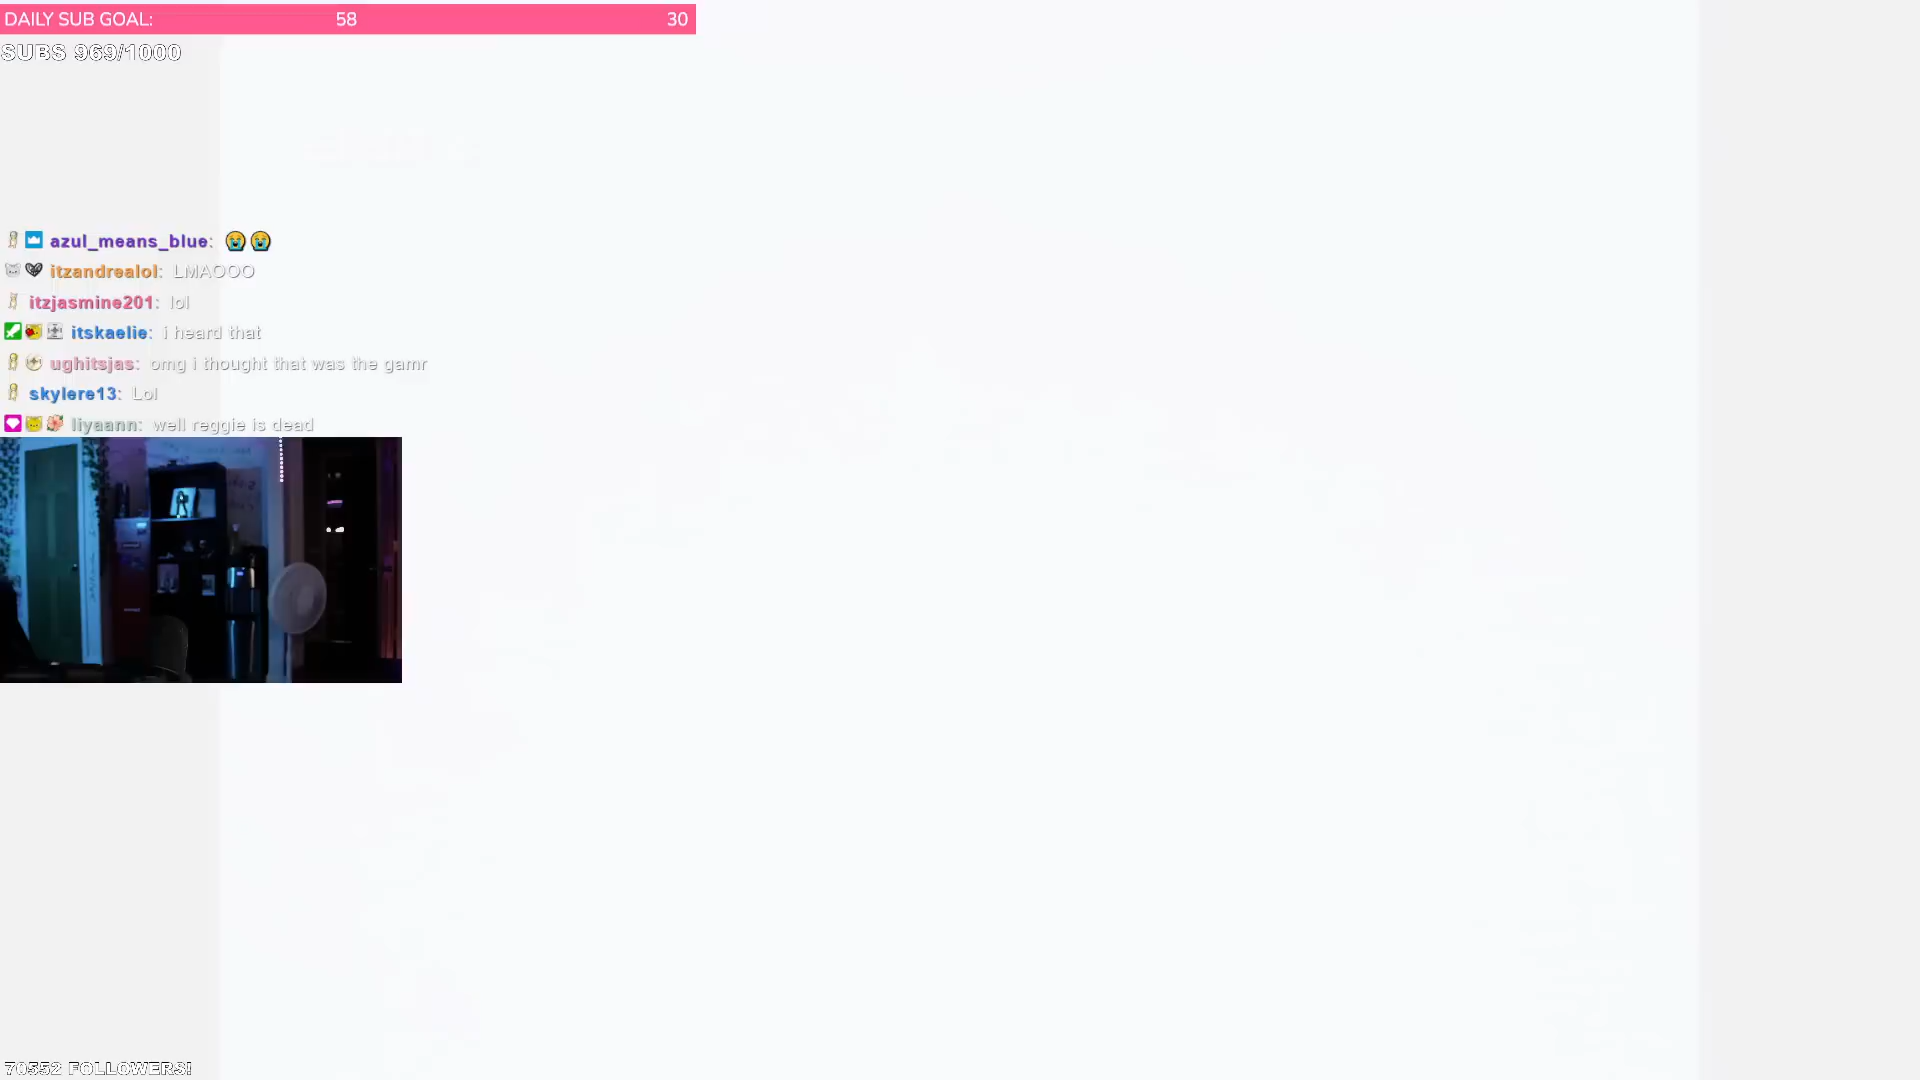 DAILY SUB GOAL: 58 30
SUBS 969/1000
azul_means_blue: 😭😭
itzandrealol: LMAOOO
itzjasmine201: lol
itskaelie: i heard that
ughitsjas: omg i thought that was the gamr
skylere13: Lol
liyaann: well reggie is dead
70552 FOLLOWERS!